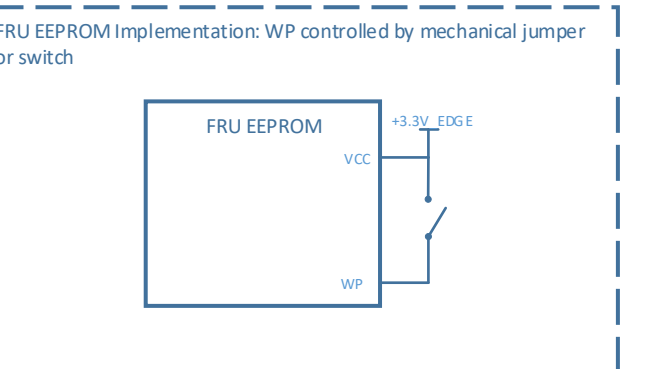 FRU EEPROM Implementation: WP controlled by mechanical jumper
or switch
FRU EEPROM
+3.3V_EDGE
VCC
WP